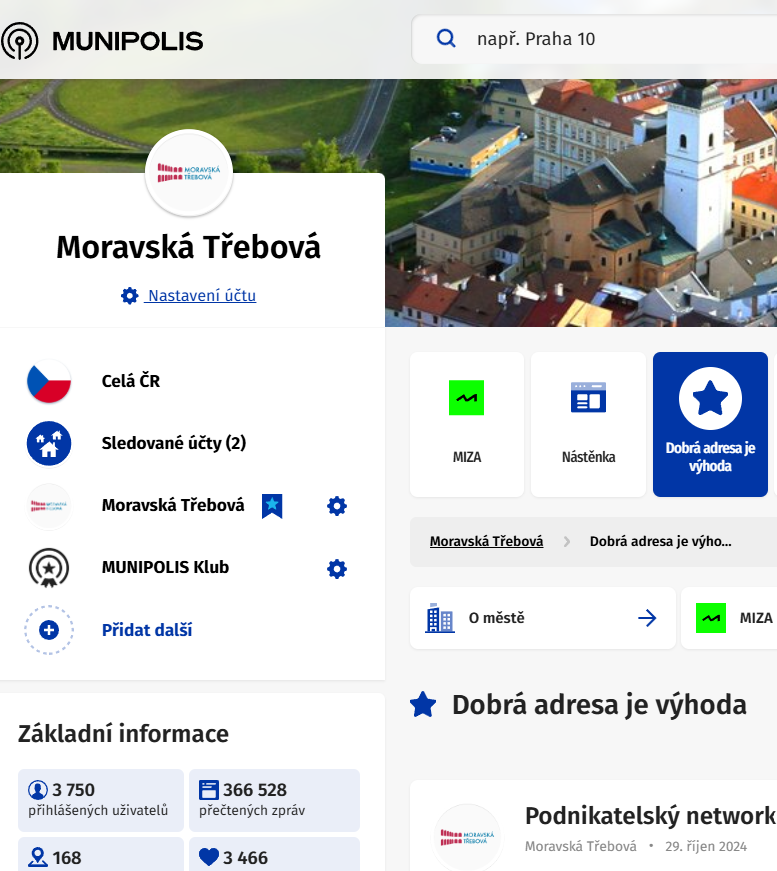 MUNIPOLIS
např. Praha 10
MORAVSKÁ
TŘEBOVÁ
Moravská Třebová
Nastavení účtu
Celá ČR
Sledované účty (2)
Moravská Třebová
MUNIPOLIS Klub
Přidat další
Základní informace
3 750
přihlášených uživatelů
366 528
přečtených zpráv
168
3 466
MIZA
Nástěnka
Dobrá adresa je
výhoda
Moravská Třebová
Dobrá adresa je výho...
O městě
MIZA
Dobrá adresa je výhoda
MORAVSKÁ
TŘEBOVÁ
Podnikatelský network
Moravská Třebová • 29. říjen 2024